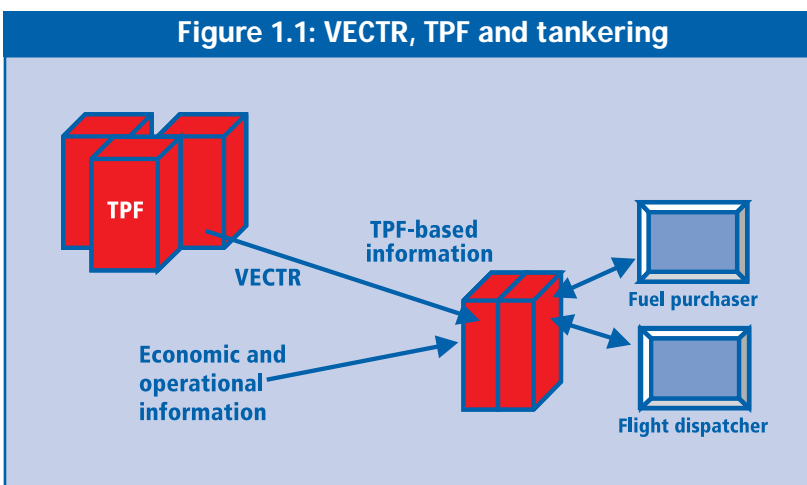 Figure 1.1: VECTR, TPF and tankering
TPF
VECTR
TPF-based
information
Economic and
operational
information
Fuel purchaser
Flight dispatcher